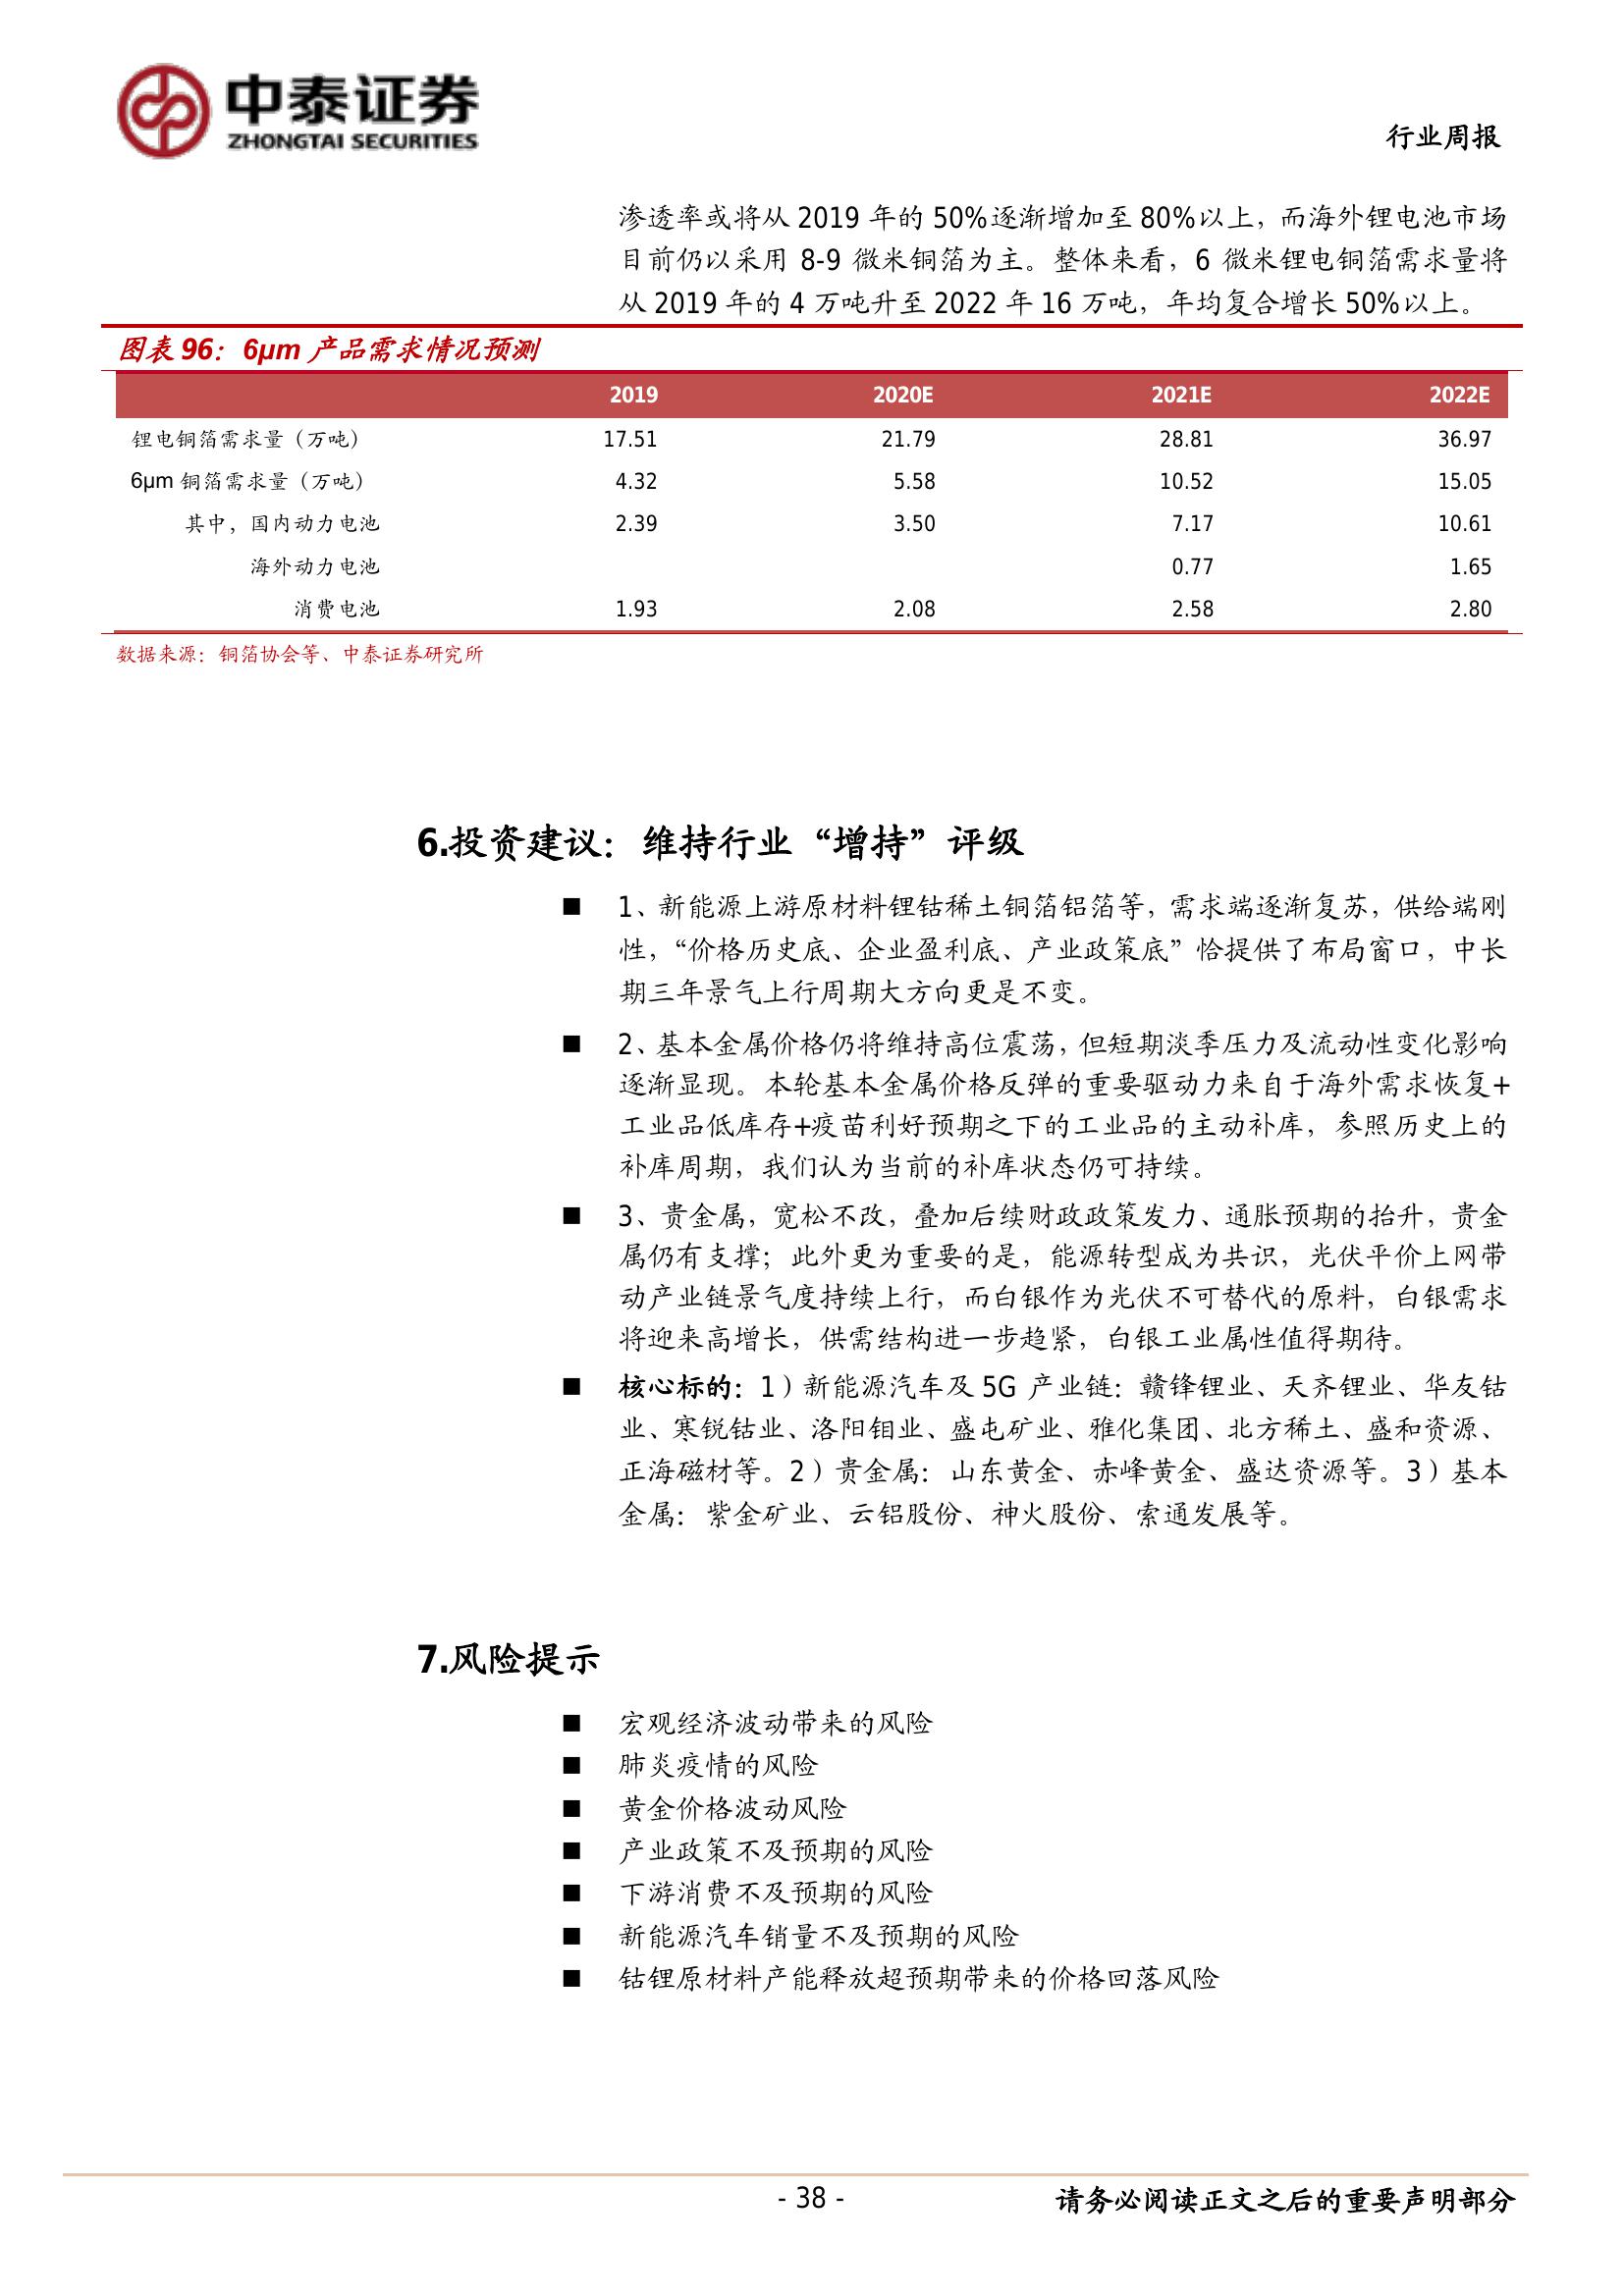 中泰证券
ZHONGTAI SECURITIES
行业周报
渗透率或将从 2019 年的 50%逐渐增加至 80%以上，而海外锂电池市场
目前仍以采用 8-9 微米铜箔为主。整体来看，6 微米锂电铜箔需求量将
从 2019 年的 4 万吨升至 2022 年 16 万吨，年均复合增长 50%以上。
图表 96：6μm 产品需求情况预测
2019 2020E 2021E 2022E
锂电铜箔需求量（万吨） 17.51 21.79 28.81 36.97
6μm 铜箔需求量（万吨） 4.32 5.58 10.52 15.05
其中，国内动力电池 2.39 3.50 7.17 10.61
海外动力电池 0.77 1.65
消费电池 1.93 2.08 2.58 2.80
数据来源：铜箔协会等、中泰证券研究所
6.投资建议：维持行业“增持”评级
■ 1、新能源上游原材料锂钴稀土铜箔铝箔等，需求端逐渐复苏，供给端刚
性，“价格历史底、企业盈利底、产业政策底”恰提供了布局窗口，中长
期三年景气上行周期大方向更是不变。
■ 2、基本金属价格仍将维持高位震荡，但短期淡季压力及流动性变化影响
逐渐显现。本轮基本金属价格反弹的重要驱动力来自于海外需求恢复+
工业品低库存+疫苗利好预期之下的工业品的主动补库，参照历史上的
补库周期，我们认为当前的补库状态仍可持续。
■ 3、贵金属，宽松不改，叠加后续财政政策发力、通胀预期的抬升，贵金
属仍有支撑；此外更为重要的是，能源转型成为共识，光伏平价上网带
动产业链景气度持续上行，而白银作为光伏不可替代的原料，白银需求
将迎来高增长，供需结构进一步趋紧，白银工业属性值得期待。
■ 核心标的：1）新能源汽车及 5G 产业链：赣锋锂业、天齐锂业、华友钴
业、寒锐钴业、洛阳钼业、盛屯矿业、雅化集团、北方稀土、盛和资源、
正海磁材等。2）贵金属：山东黄金、赤峰黄金、盛达资源等。3）基本
金属：紫金矿业、云铝股份、神火股份、索通发展等。
7.风险提示
■ 宏观经济波动带来的风险
■ 肺炎疫情的风险
■ 黄金价格波动风险
■ 产业政策不及预期的风险
■ 下游消费不及预期的风险
■ 新能源汽车销量不及预期的风险
■ 钴锂原材料产能释放超预期带来的价格回落风险
- 38 -
请务必阅读正文之后的重要声明部分